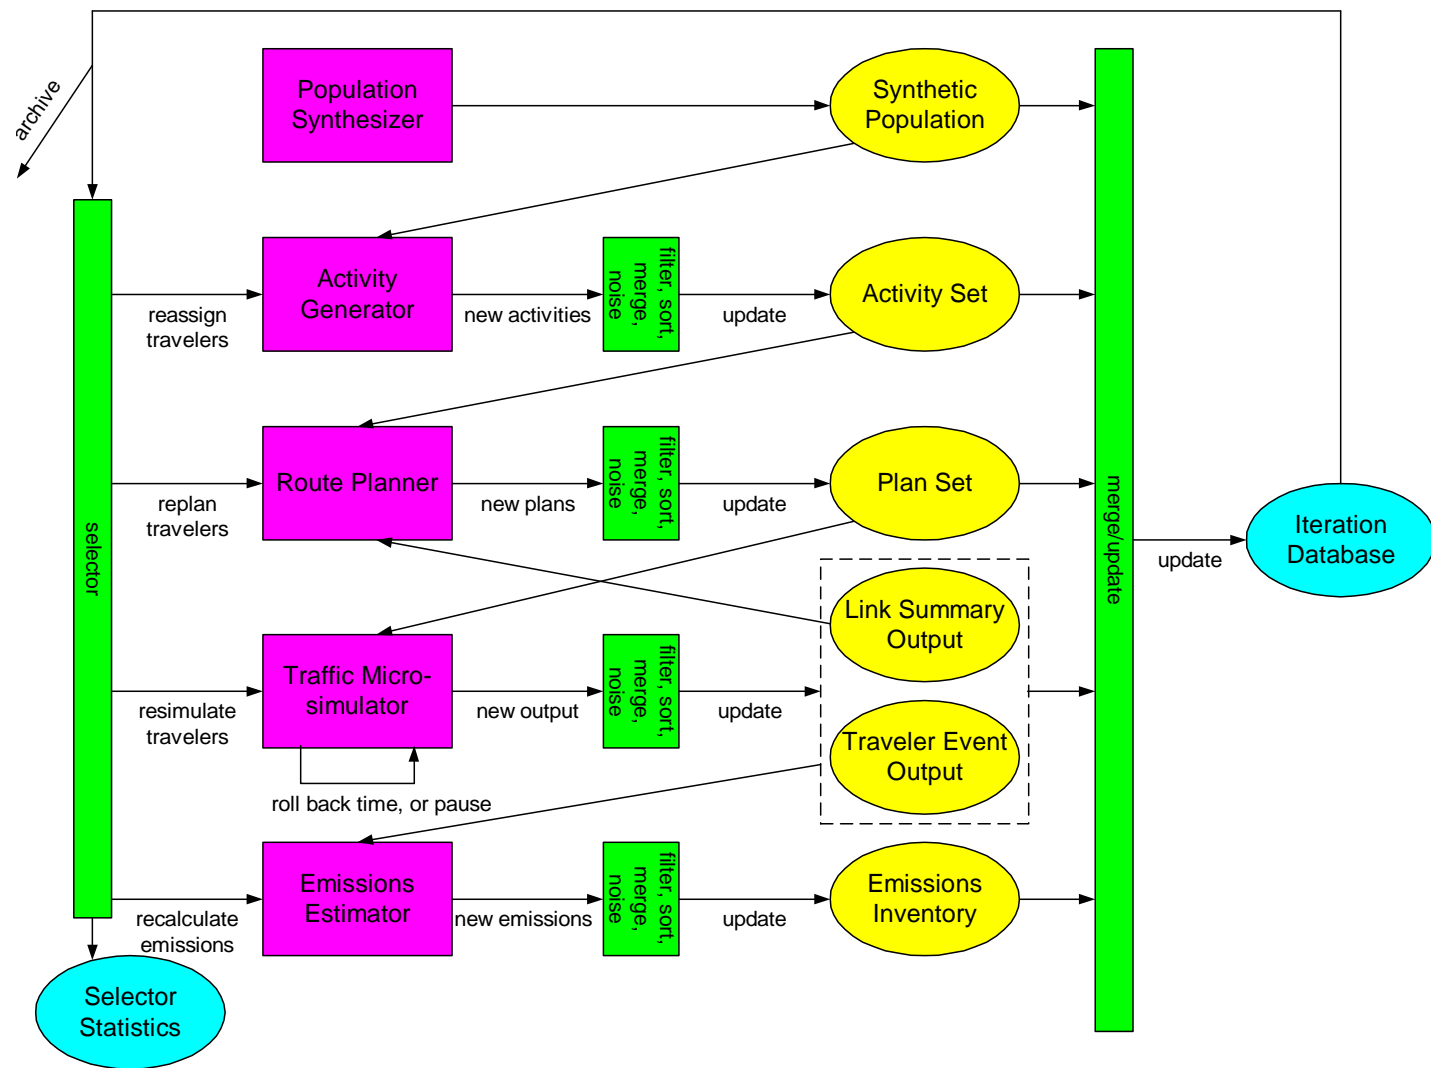 archive
Population
Synthesizer
Synthetic
Population
Activity
Generator
filter, sort,
merge,
noise
Activity Set
reassign
travelers
new activities
update
Route Planner
filter, sort,
merge,
noise
Plan Set
replan
travelers
new plans
update
selector
merge/update
Iteration
Database
update
Link Summary
Output
Traffic Micro-
simulator
filter, sort,
merge,
noise
resimulate
travelers
new output
update
Traveler Event
Output
roll back time, or pause
Emissions
Estimator
filter, sort,
merge,
noise
Emissions
Inventory
recalculate
emissions
new emissions
update
Selector
Statistics